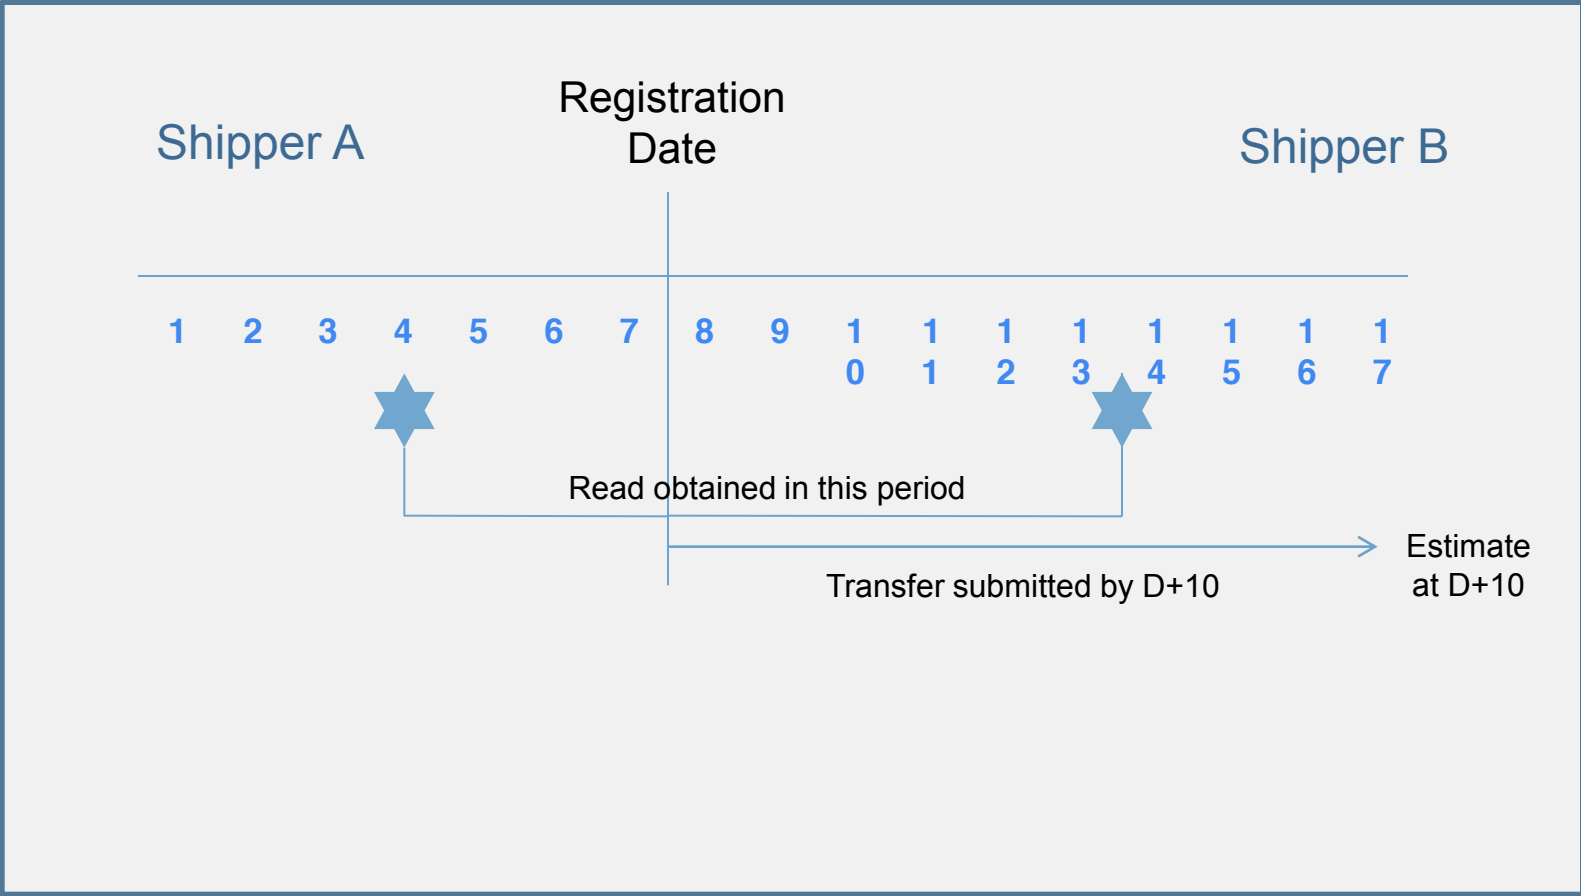 Registration
Date
Shipper A
Shipper B
1 2 3 4 5 6 7 8 9 1 1 1 1 1 1 1 1
0 1 2 3 4 5 6 7
Read obtained in this period
Estimate
at D+10
Transfer submitted by D+10